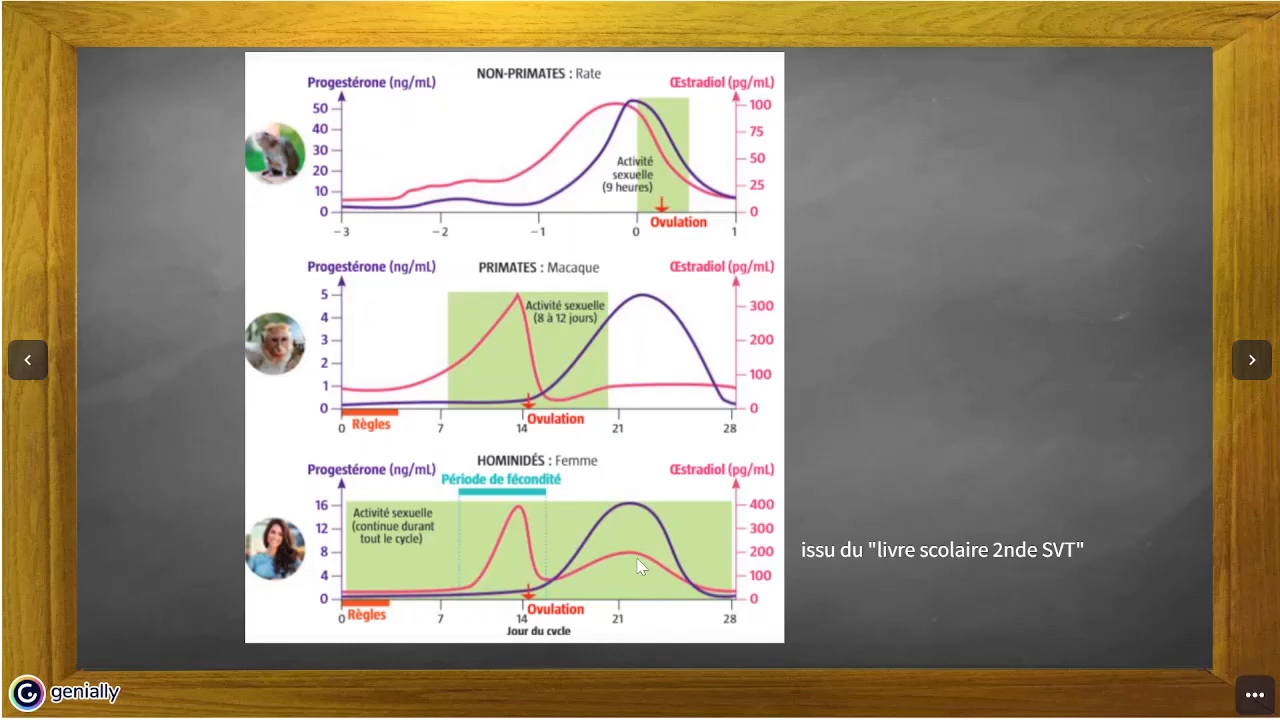 NON-PRIMATES : Rate
Progestérone (ng/mL)
Œstradiol (pg/mL)
50
40
30
20
10
0
100
75
50
25
0
Activité
sexuelle
(9 heures)
Ovulation
−3
−2
−1
0
1
PRIMATES : Macaque
Progestérone (ng/mL)
Œstradiol (pg/mL)
5
4
3
2
1
0
300
200
100
0
Activité sexuelle
(8 à 12 jours)
Règles
Ovulation
0
7
14
21
28
HOMINIDÉS : Femme
Progestérone (ng/mL)
Œstradiol (pg/mL)
Période de fécondité
16
12
8
4
0
400
300
200
100
0
Activité sexuelle
(continue durant
tout le cycle)
Règles
Ovulation
0
7
14
21
28
Jour du cycle
issu du "livre scolaire 2nde SVT"
genially